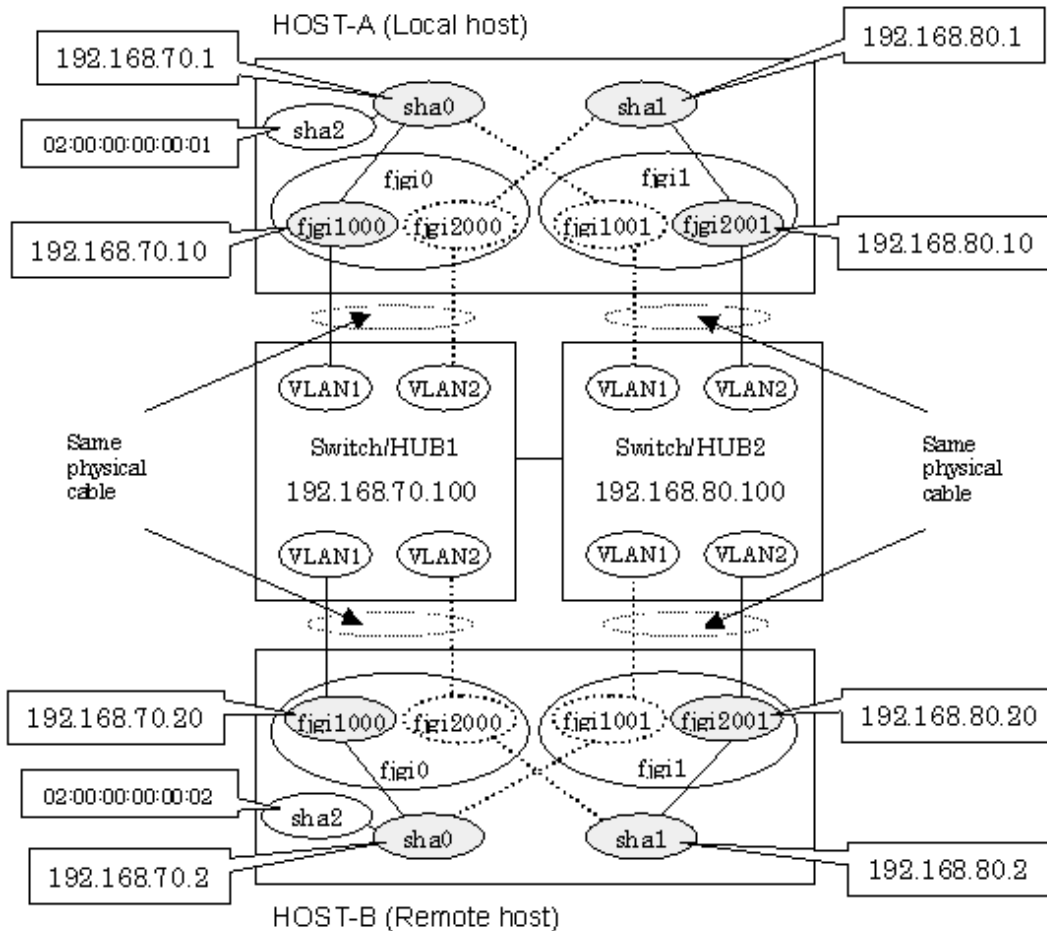 HOST-A (Local host)
192.168.70.1
192.168.80.1
sha0
sha1
sha2
02:00:00:00:00:01
fjgi0
fjgi1
fjgi1000
fjgi2000
fjgi1001
fjgi2001
192.168.70.10
192.168.80.10
VLAN1
VLAN2
VLAN1
VLAN2
Same
physical
cable
Switch/HUB1
192.168.70.100
Switch/HUB2
192.168.80.100
Same
physical
cable
VLAN1
VLAN2
VLAN1
VLAN2
192.168.70.20
fjgi1000
fjgi2000
fjgi1001
fjgi2001
192.168.80.20
fjgi0
fjgi1
02:00:00:00:00:02
sha2
sha0
sha1
192.168.70.2
192.168.80.2
HOST-B (Remote host)